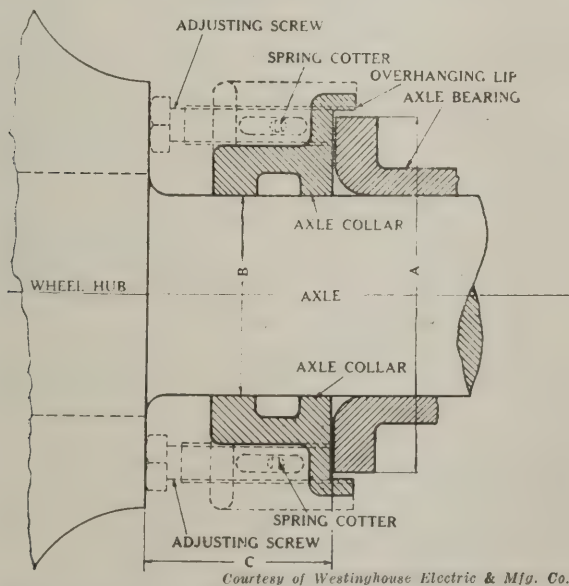 ADJUSTING SCREW
SPRING COTTER
OVERHANGING LIP
AXLE BEARING
AXLE COLLAR
B
A
WHEEL HUB
AXLE
AXLE COLLAR
SPRING COTTER
ADJUSTING SCREW
C
Courtesy of Westinghouse Electric & Mfg. Co.